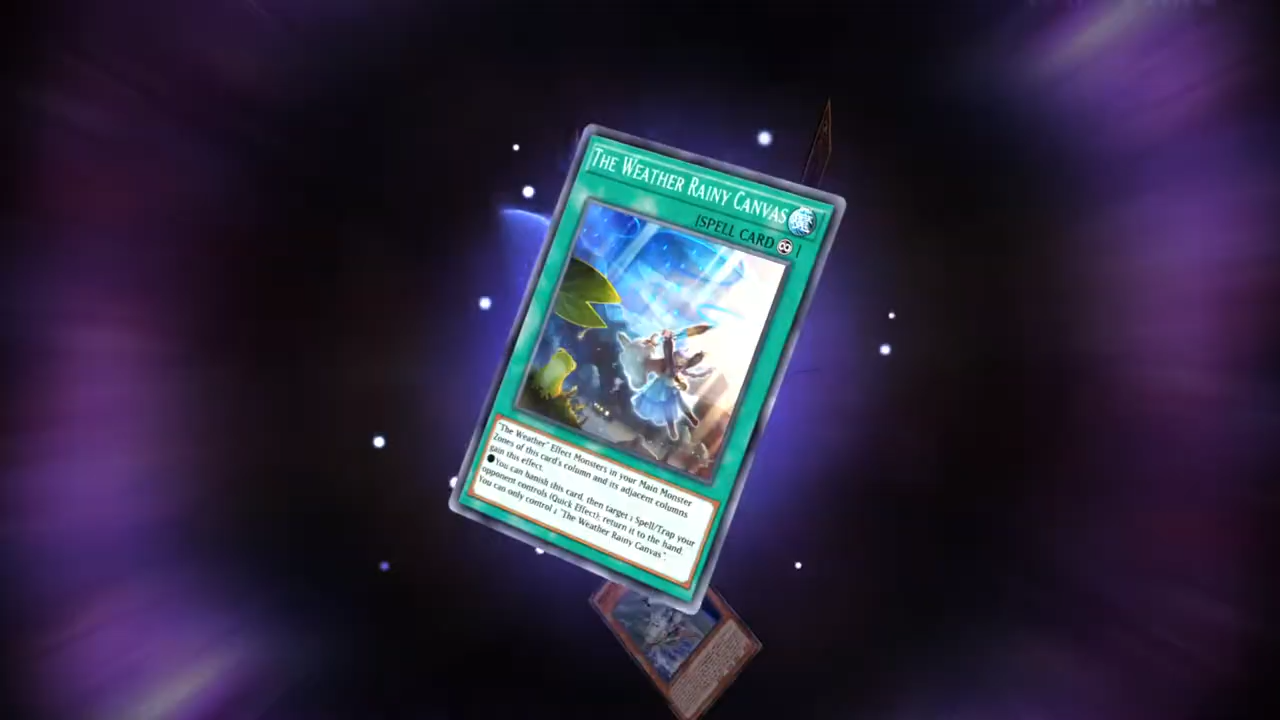 THE WEATHER RAINY CANVAS
[SPELL CARD ]
"The Weather" Effect Monsters in your Main Monster
Zones of this card's column and its adjacent columns
gain this effect.
●You can banish this card, then target 1 Spell/Trap your
opponent controls (Quick Effect); return it to the hand.
You can only control 1 "The Weather Rainy Canvas".